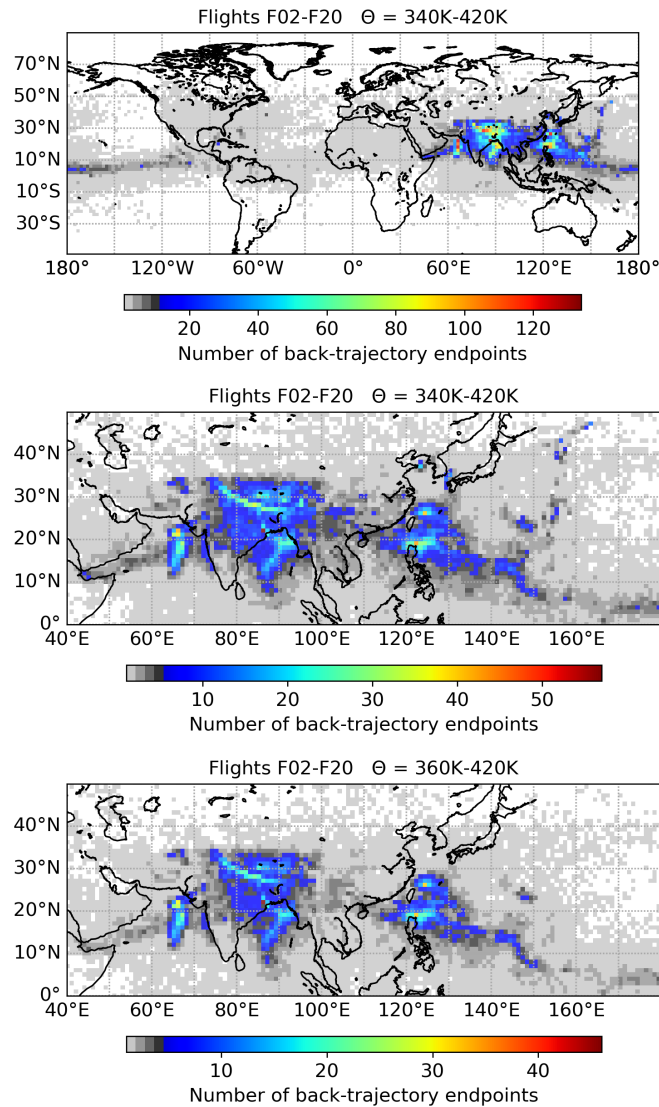 Flights F02-F20 Θ = 340K-420K
70°N
50°N
30°N
10°N
10°S
30°S
180° 120°W 60°W 0° 60°E 120°E 180°
20 40 60 80 100 120
Number of back-trajectory endpoints
Flights F02-F20 Θ = 340K-420K
40°N
30°N
20°N
10°N
0°
40°E 60°E 80°E 100°E 120°E 140°E 160°E
10 20 30 40 50
Number of back-trajectory endpoints
Flights F02-F20 Θ = 360K-420K
40°N
30°N
20°N
10°N
0°
40°E 60°E 80°E 100°E 120°E 140°E 160°E
10 20 30 40
Number of back-trajectory endpoints